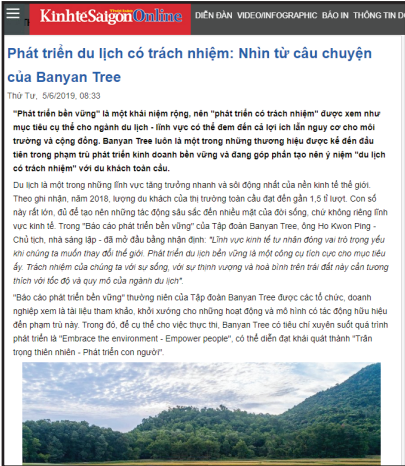 Thời báo
KinhtếSàigòn Online
DIỄN ĐÀN VIDEO/INFOGRAPHIC BÁO IN THÔNG TIN D
Phát triển du lịch có trách nhiệm: Nhìn từ câu chuyện
của Banyan Tree
Thứ Tư, 5/6/2019, 08:33
"Phát triển bền vững" là một khái niệm rộng, nên "phát triển có trách nhiệm" được xem như
mục tiêu cụ thể cho ngành du lịch - lĩnh vực có thể đem đến cả lợi ích lẫn nguy cơ cho môi
trường và cộng đồng. Banyan Tree luôn là một trong những thương hiệu được kể đến đầu
tiên trong phạm trù phát triển kinh doanh bền vững và đang góp phần tạo nên ý niệm "du lịch
có trách nhiệm" với du khách toàn cầu.
Du lịch là một trong những lĩnh vực tăng trưởng nhanh và sôi động nhất của nền kinh tế thế giới.
Theo ghi nhận, năm 2018, lượng du khách của thị trường toàn cầu đạt đến gần 1,5 tỉ lượt. Con số
này rất lớn, đủ để tạo nên những tác động sâu sắc đến nhiều mặt của đời sống, chứ không riêng lĩnh
vực kinh tế. Trong "Báo cáo phát triển bền vững" của Tập đoàn Banyan Tree, ông Ho Kwon Ping -
Chủ tịch, nhà sáng lập - đã mở đầu bằng nhận định: "Lĩnh vực kinh tế tư nhân đóng vai trò trọng yếu
khi chúng ta muốn thay đổi thế giới. Phát triển du lịch bền vững là một công cụ tích cực cho mục tiêu
ấy. Trách nhiệm của chúng ta với sự sống, với sự thịnh vượng và hoà bình trên trái đất này cần tương
thích với tốc độ và quy mô của ngành du lịch".
"Báo cáo phát triển bền vững" thường niên của Tập đoàn Banyan Tree được các tổ chức, doanh
nghiệp xem là tài liệu tham khảo, khởi xướng cho những hoạt động và mô hình có tác động hữu hiệu
đến phạm trù này. Trong đó, để cụ thể cho việc thực thi, Banyan Tree có tiêu chí xuyên suốt quá trình
phát triển là "Embrace the environment - Empower people", có thể diễn đạt khái quát thành "Trân
trọng thiên nhiên - Phát triển con người".